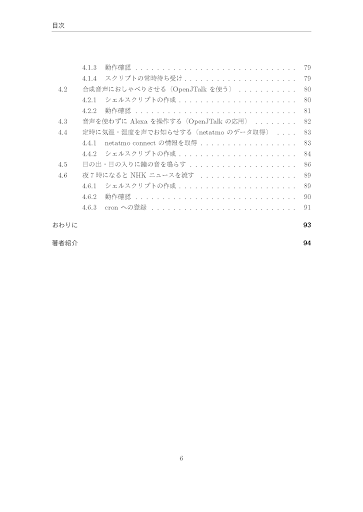 目次
4.1.3 動作確認 . . . . . . . . . . . . . . . . . . . . . . . . . . . . . 79
4.1.4 スクリプトの常時待ち受け . . . . . . . . . . . . . . . . . . . . 79
4.2 合成音声におしゃべりさせる（OpenJTalk を使う） . . . . . . . . . . . 80
4.2.1 シェルスクリプトの作成 . . . . . . . . . . . . . . . . . . . . . 80
4.2.2 動作確認 . . . . . . . . . . . . . . . . . . . . . . . . . . . . . 81
4.3 音声を使わずに Alexa を操作する（OpenJTalk の応用） . . . . . . . . 82
4.4 定時に気温・湿度を声でお知らせする（netatmo のデータ取得） . . . . 83
4.4.1 netatmo connect の情報を取得 . . . . . . . . . . . . . . . . . 83
4.4.2 シェルスクリプトの作成 . . . . . . . . . . . . . . . . . . . . . 84
4.5 日の出・日の入りに鐘の音を鳴らす . . . . . . . . . . . . . . . . . . . 86
4.6 夜 7 時になると NHK ニュースを流す . . . . . . . . . . . . . . . . . 89
4.6.1 シェルスクリプトの作成 . . . . . . . . . . . . . . . . . . . . . 89
4.6.2 動作確認 . . . . . . . . . . . . . . . . . . . . . . . . . . . . . 90
4.6.3 cron への登録 . . . . . . . . . . . . . . . . . . . . . . . . . . 91
おわりに 93
著者紹介 94
6